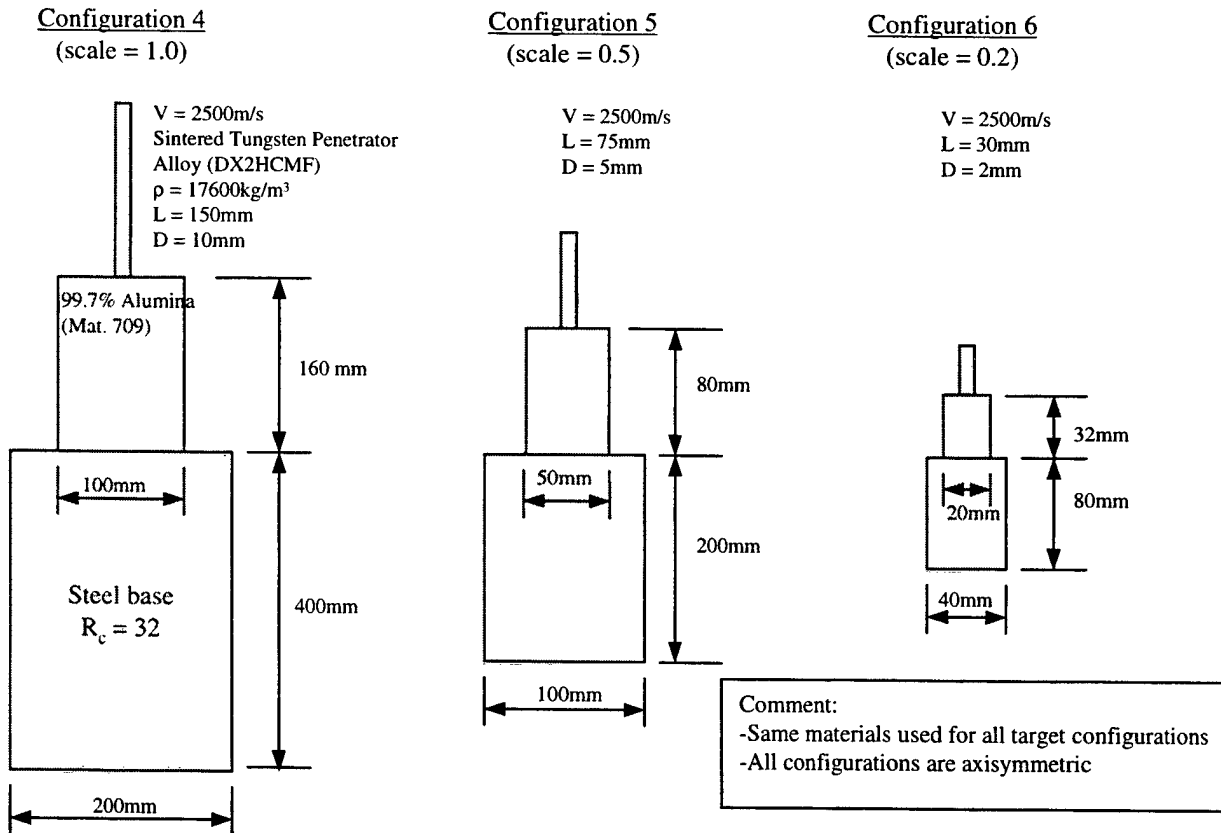 Configuration 4
(scale = 1.0)
V = 2500m/s
Sintered Tungsten Penetrator
Alloy (DX2HCMF)
ρ = 17600kg/m³
L = 150mm
D = 10mm
99.7% Alumina
(Mat. 709)
160 mm
100mm
Steel base
R_c = 32
400mm
200mm
Configuration 5
(scale = 0.5)
V = 2500m/s
L = 75mm
D = 5mm
80mm
50mm
200mm
100mm
Configuration 6
(scale = 0.2)
V = 2500m/s
L = 30mm
D = 2mm
32mm
20mm
80mm
40mm
Comment:
-Same materials used for all target configurations
-All configurations are axisymmetric